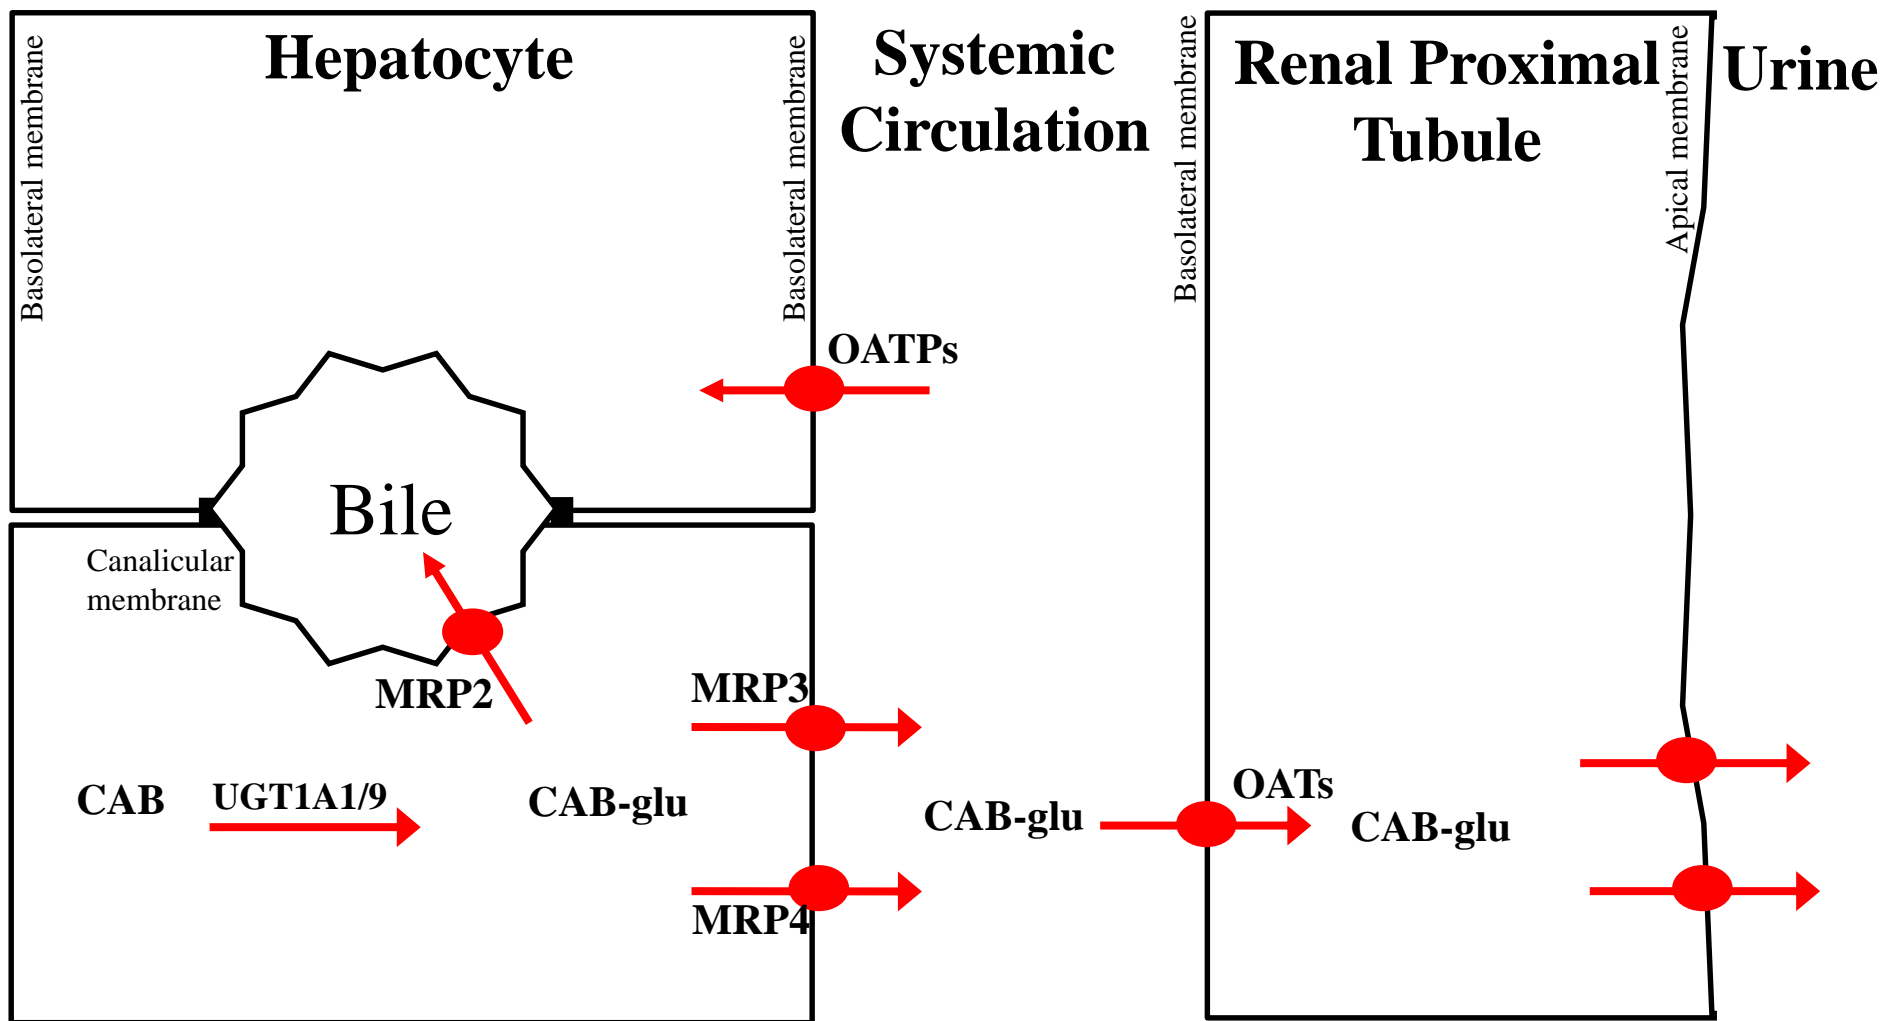 Hepatocyte
Systemic
Circulation
Renal Proximal
Tubule
Urine
Basolateral membrane
Basolateral membrane
Basolateral membrane
Apical membrane
OATPs
Bile
Canalicular
membrane
MRP2
MRP3
CAB
UGT1A1/9
CAB-glu
MRP4
CAB-glu
OATs
CAB-glu